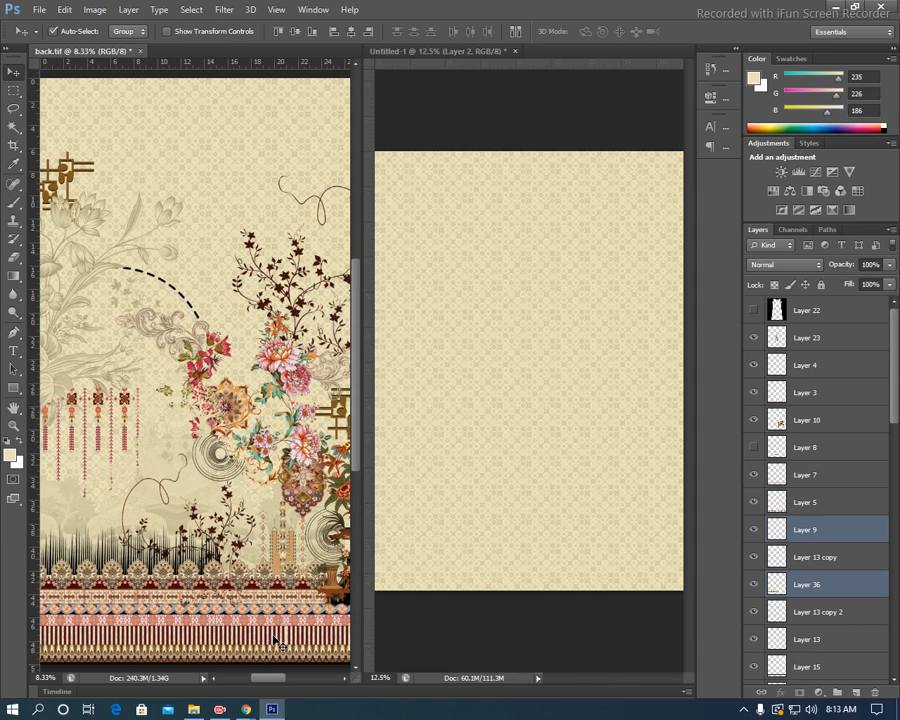 Ps File Edit Image Layer Type Select Filter 3D View Window Help
Recorded with iFun Screen Recorder
Auto-Select: Group Show Transform Controls 3D Mode: Essentials
back.tif @ 8.33% (RGB/8) * ×
Untitled-1 @ 12.5% (Layer 2, RGB/8) * ×
Color Swatches
R 235
G 226
B 186
Adjustments Styles
Add an adjustment
Layers Channels Paths
Kind
Normal Opacity: 100%
Lock: Fill: 100%
Layer 22
Layer 23
Layer 4
Layer 3
Layer 10
Layer 8
Layer 7
Layer 5
Layer 9
Layer 13 copy
Layer 36
Layer 13 copy 2
Layer 13
Layer 15
8.33% Doc: 240.3M/1.34G
12.5% Doc: 60.1M/111.3M
Timeline
8:13 AM